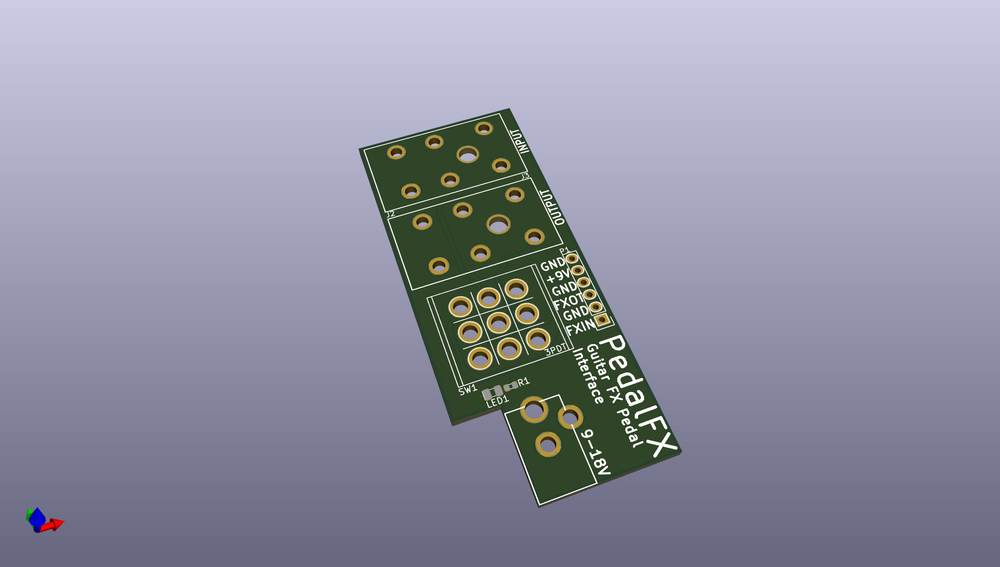 INPUT
J3
J2
OUTPUT
P1
GND
+9V
GND
FXOT
GND
FXIN
3PDT
SW1
R1
LED1
PedalFX
Guitar FX Pedal
Interface
9-18V